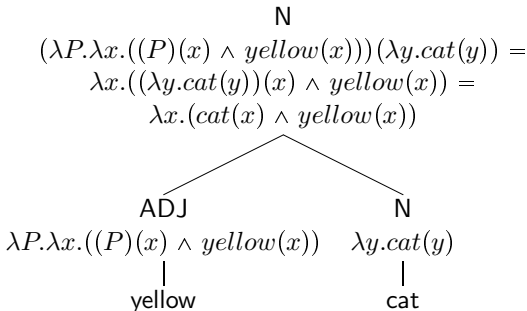 N
(λP.λx.((P)(x) ∧ yellow(x)))(λy.cat(y)) =
λx.((λy.cat(y))(x) ∧ yellow(x)) =
λx.(cat(x) ∧ yellow(x))
ADJ N
λP.λx.((P)(x) ∧ yellow(x)) λy.cat(y)
yellow cat